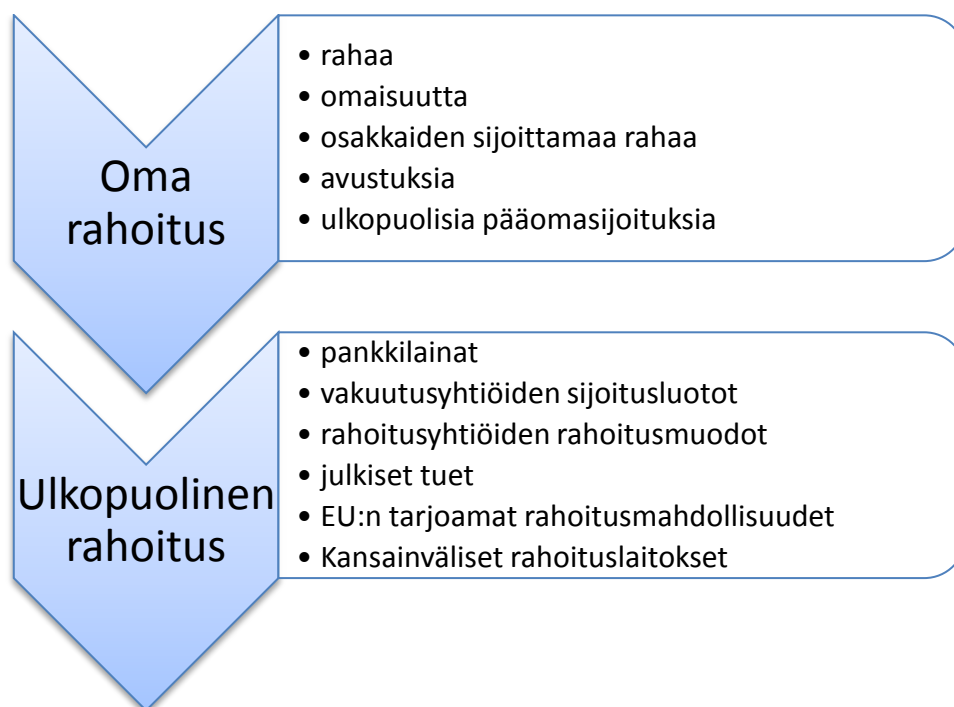 Oma
rahoitus
• rahaa
• omaisuutta
• osakkaiden sijoittamaa rahaa
• avustuksia
• ulkopuolisia pääomasijoituksia
Ulkopuolinen
rahoitus
• pankkilainat
• vakuutusyhtiöiden sijoitusluotot
• rahoitusyhtiöiden rahoitusmuodot
• julkiset tuet
• EU:n tarjoamat rahoitusmahdollisuudet
• Kansainväliset rahoituslaitokset